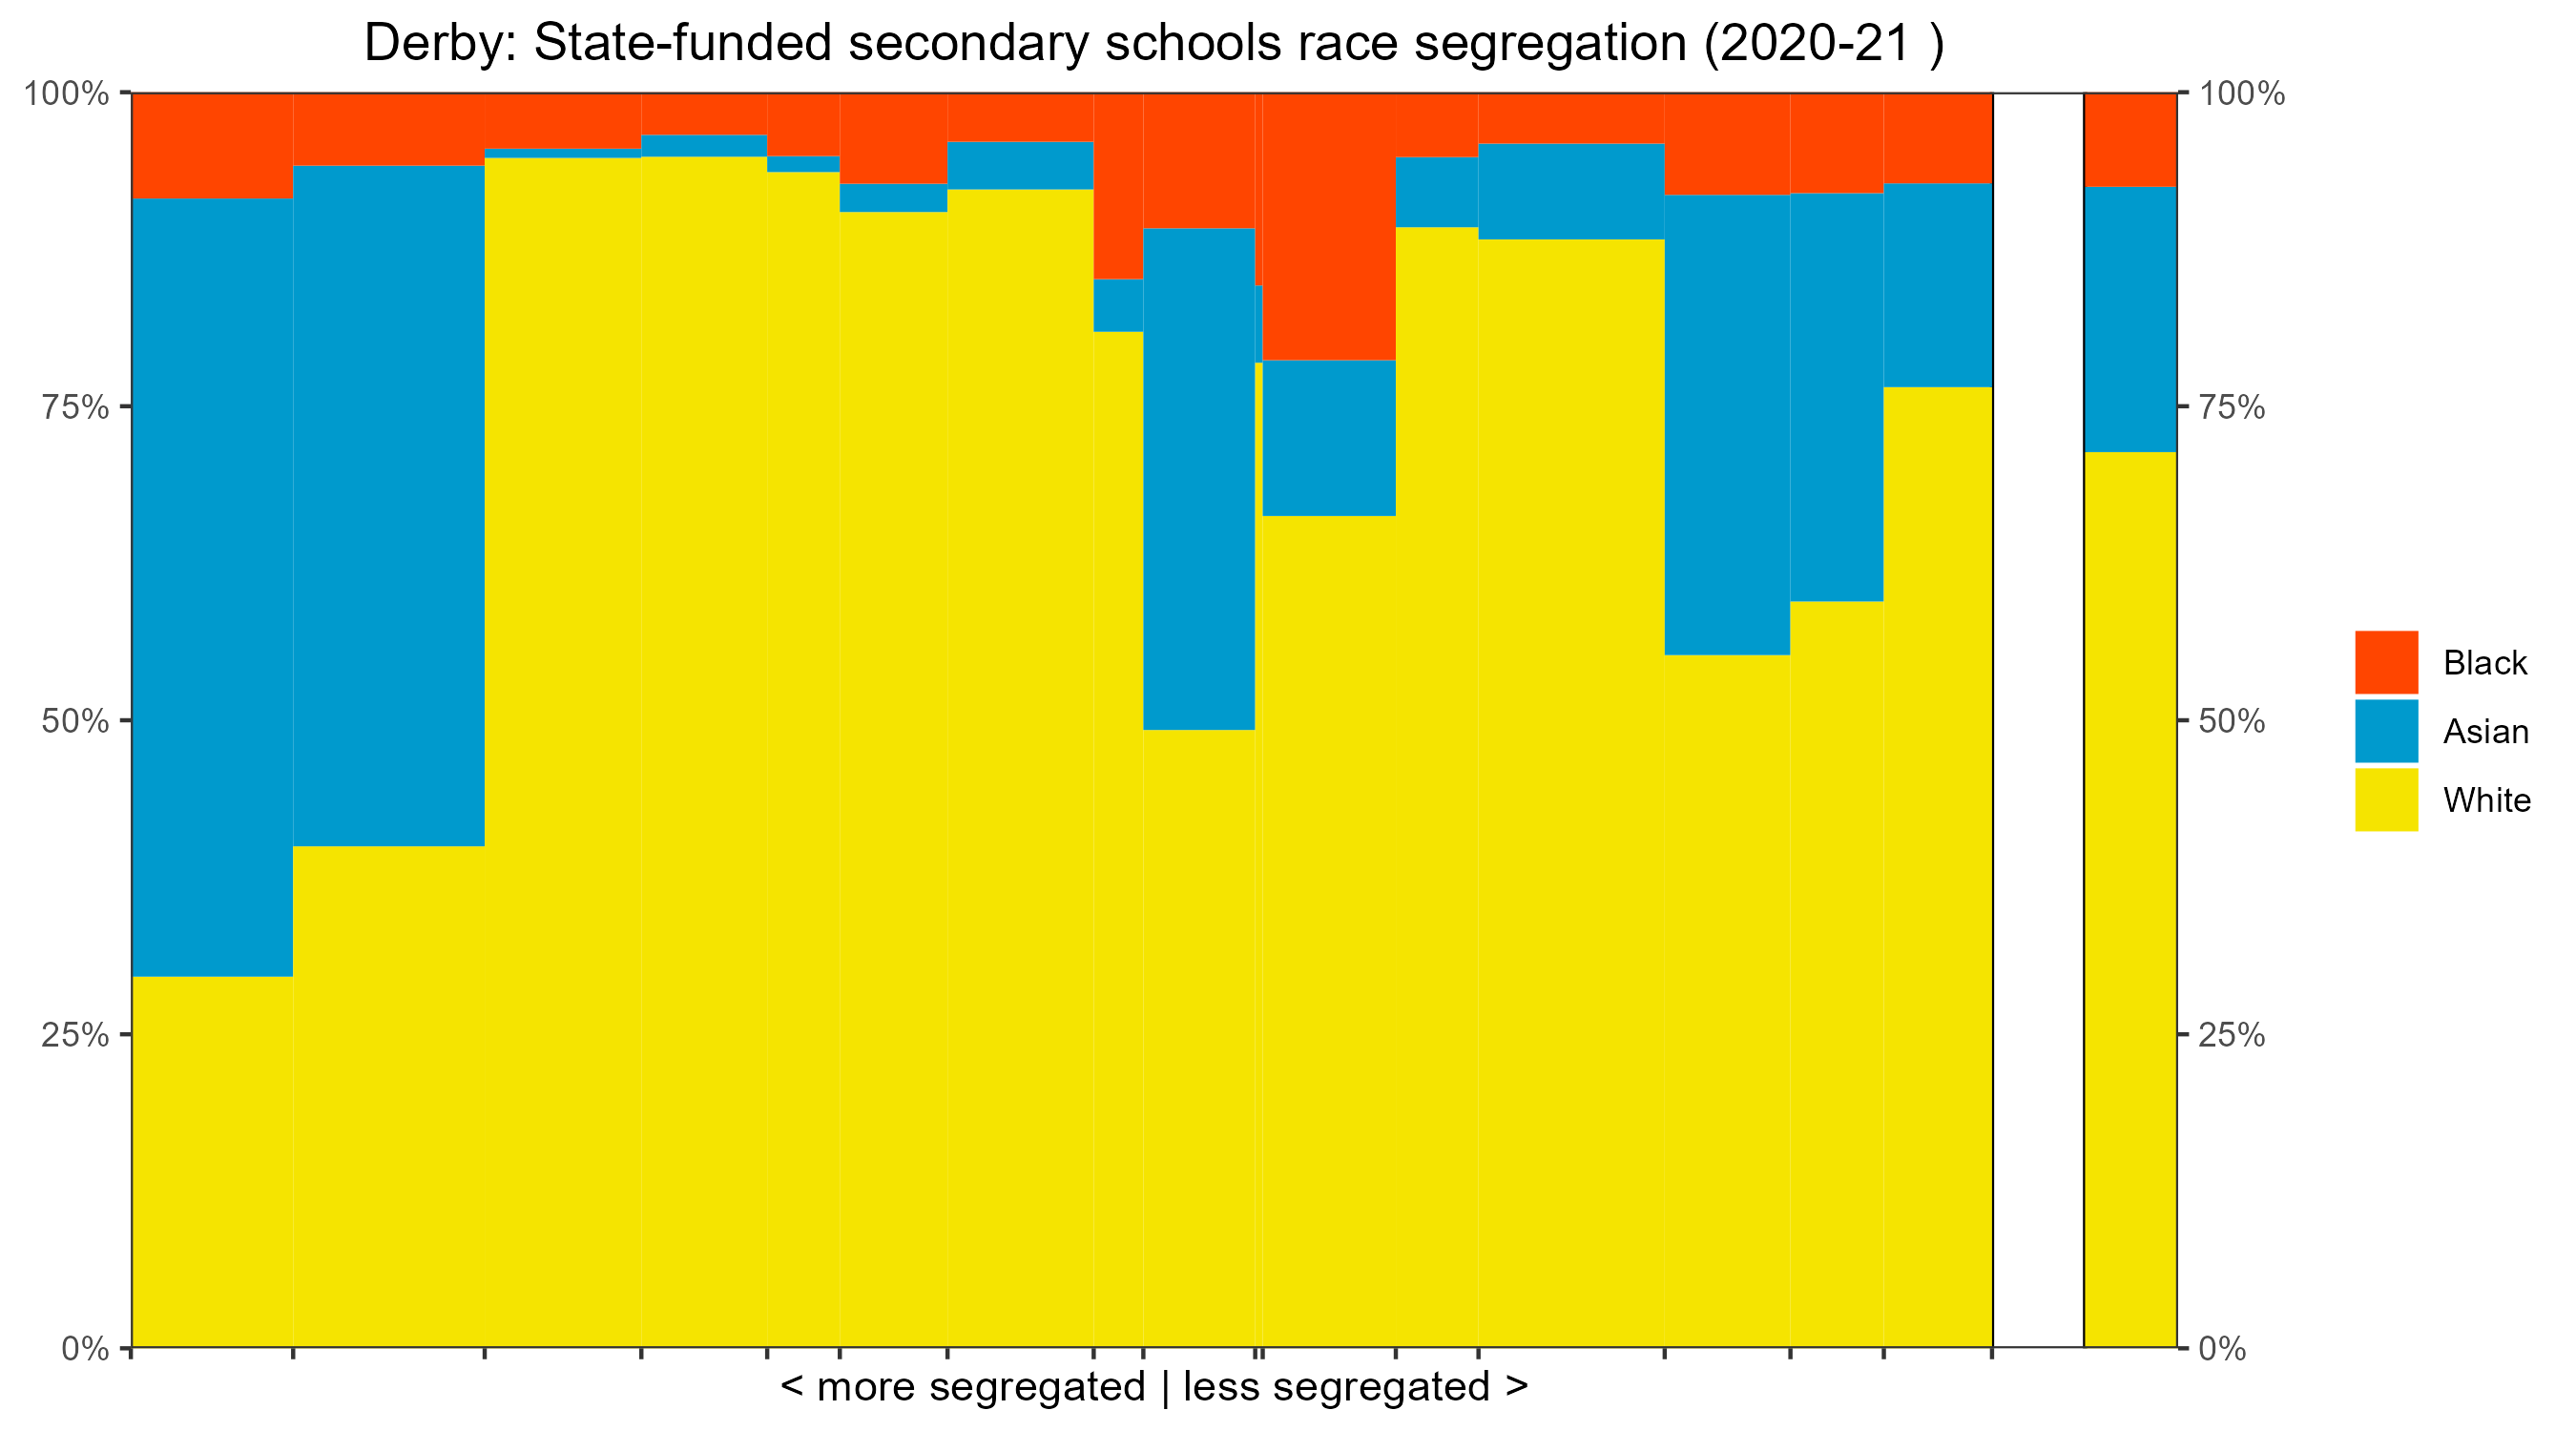 Derby: State-funded secondary schools race segregation (2020-21 )
100%
75%
50%
25%
0%
100%
75%
50%
25%
0%
Black
Asian
White
< more segregated | less segregated >